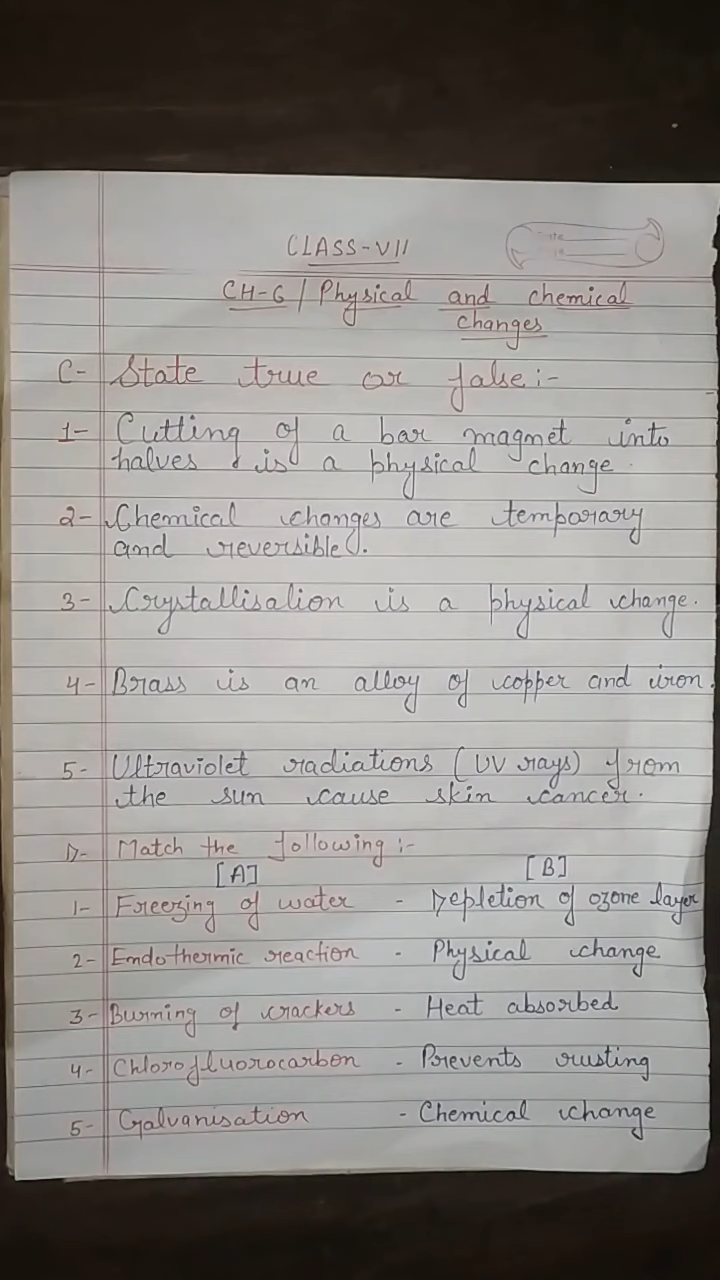 CLASS-VII
CH-6 / Physical and chemical
changes
C- State true or false :-
1- Cutting of a bar magnet into
halves is a physical change.
2- Chemical changes are temporary
and reversible.
3- Crystallisation is a physical change.
4- Brass is an alloy of copper and iron.
5- Ultraviolet radiations (UV rays) from
the sun cause skin cancer.
D- Match the following :-
[A] [B]
1- Freezing of water - Depletion of ozone layer
2- Endothermic reaction - Physical change
3- Burning of crackers - Heat absorbed
4- Chlorofluorocarbon - Prevents rusting
5- Galvanisation - Chemical change